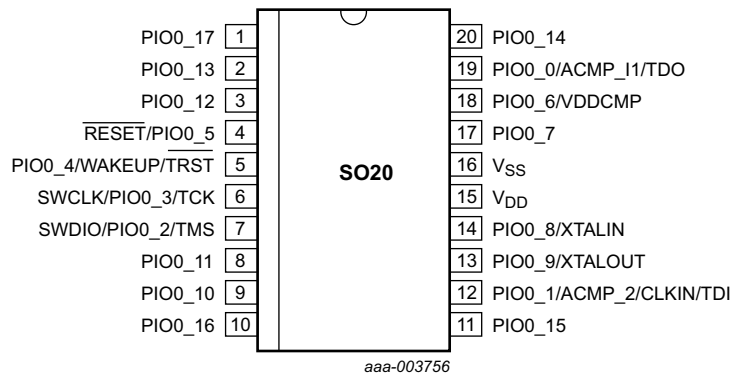 PIO0_17 1
PIO0_13 2
PIO0_12 3
RESET/PIO0_5 4
PIO0_4/WAKEUP/TRST 5
SWCLK/PIO0_3/TCK 6
SWDIO/PIO0_2/TMS 7
PIO0_11 8
PIO0_10 9
PIO0_16 10
SO20
20 PIO0_14
19 PIO0_0/ACMP_I1/TDO
18 PIO0_6/VDDCMP
17 PIO0_7
16 VSS
15 VDD
14 PIO0_8/XTALIN
13 PIO0_9/XTALOUT
12 PIO0_1/ACMP_2/CLKIN/TDI
11 PIO0_15
aaa-003756